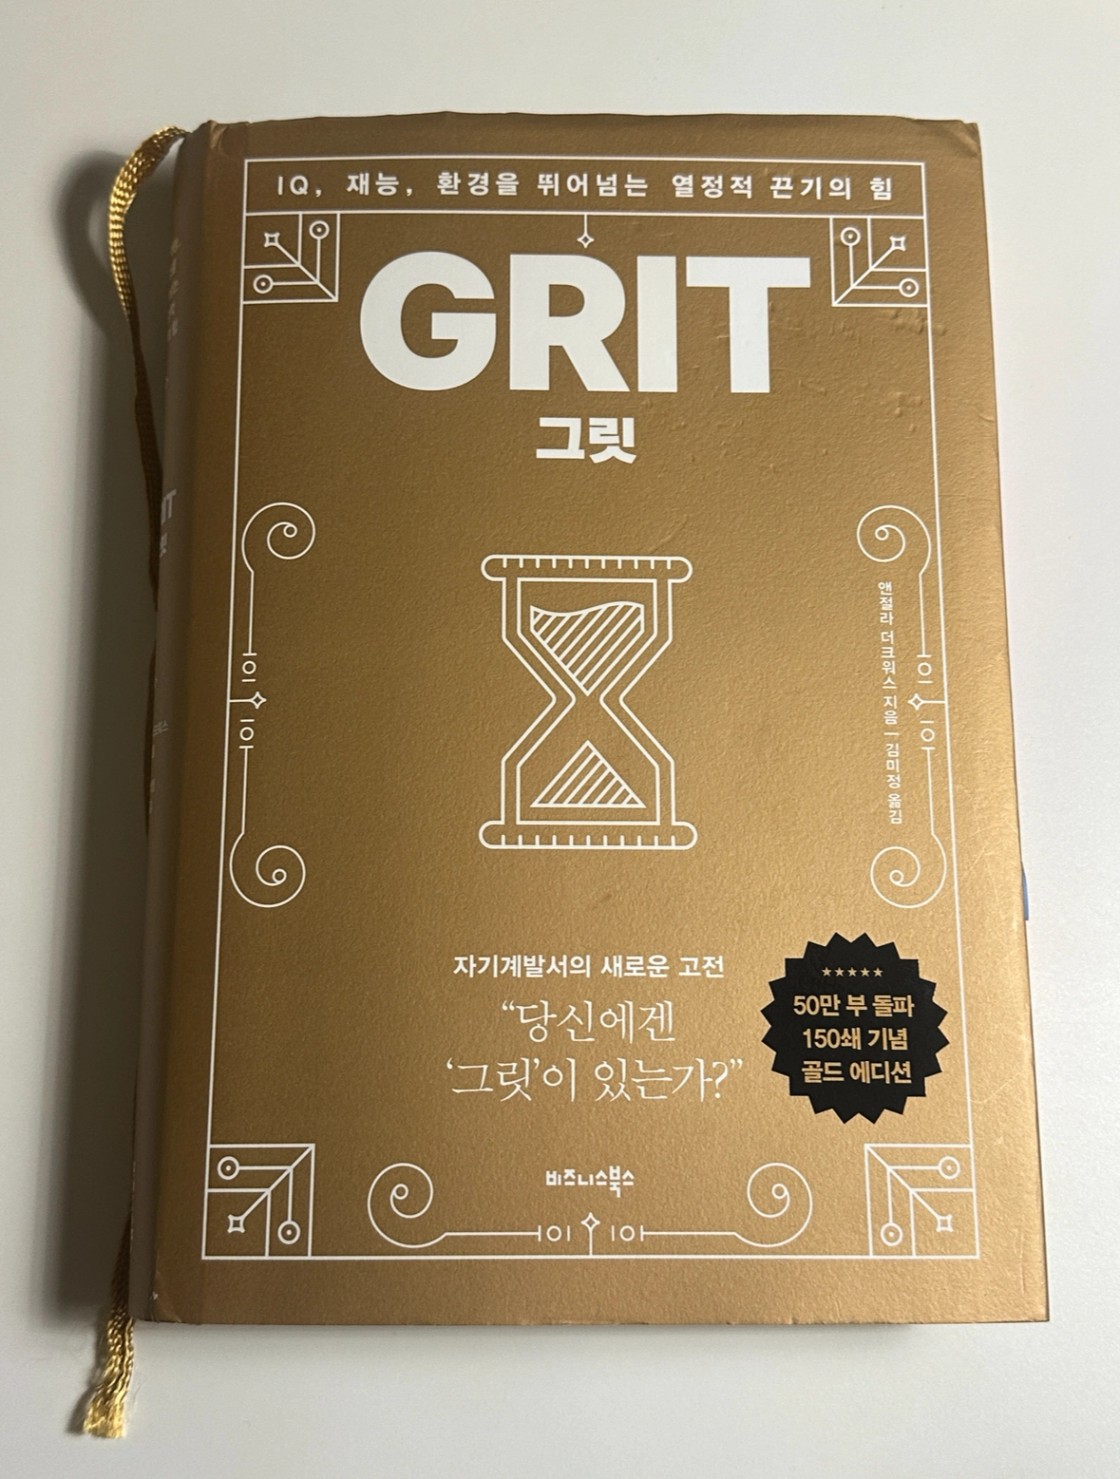 IQ, 재능, 환경을 뛰어넘는 열정적 끈기의 힘
GRIT
그릿
앤절라 더크워스 지음 | 김미정 옮김
자기계발서의 새로운 고전
“당신에겐
‘그릿’이 있는가?”
★★★★★
50만 부 돌파
150쇄 기념
골드 에디션
비즈니스북스